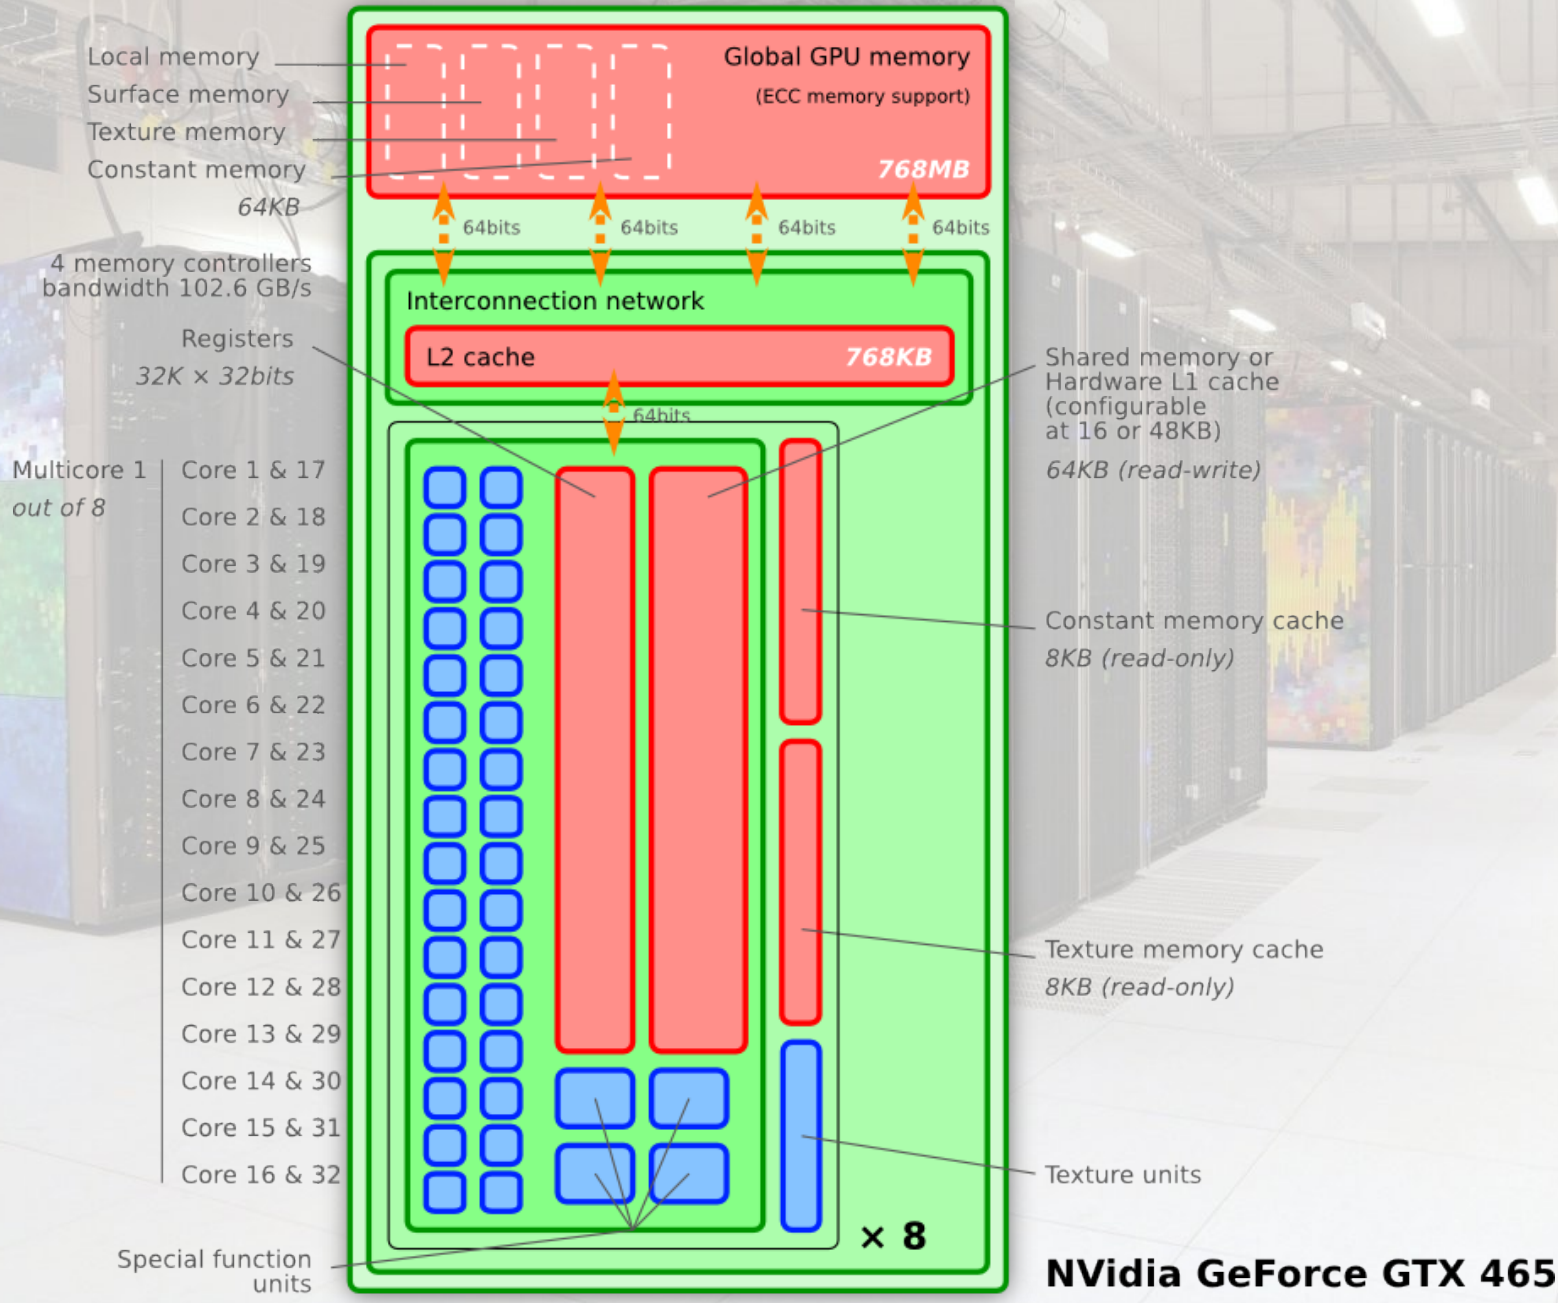 Local memory
Surface memory
Texture memory
Constant memory
64KB
Global GPU memory
(ECC memory support)
768MB
64bits
64bits
64bits
64bits
4 memory controllers
bandwidth 102.6 GB/s
Interconnection network
L2 cache
768KB
64bits
Registers
32K × 32bits
Shared memory or
Hardware L1 cache
(configurable
at 16 or 48KB)
64KB (read-write)
Multicore 1
out of 8
Core 1 & 17
Core 2 & 18
Core 3 & 19
Core 4 & 20
Core 5 & 21
Core 6 & 22
Core 7 & 23
Core 8 & 24
Core 9 & 25
Core 10 & 26
Core 11 & 27
Core 12 & 28
Core 13 & 29
Core 14 & 30
Core 15 & 31
Core 16 & 32
Constant memory cache
8KB (read-only)
Texture memory cache
8KB (read-only)
Texture units
× 8
Special function
units
NVidia GeForce GTX 465